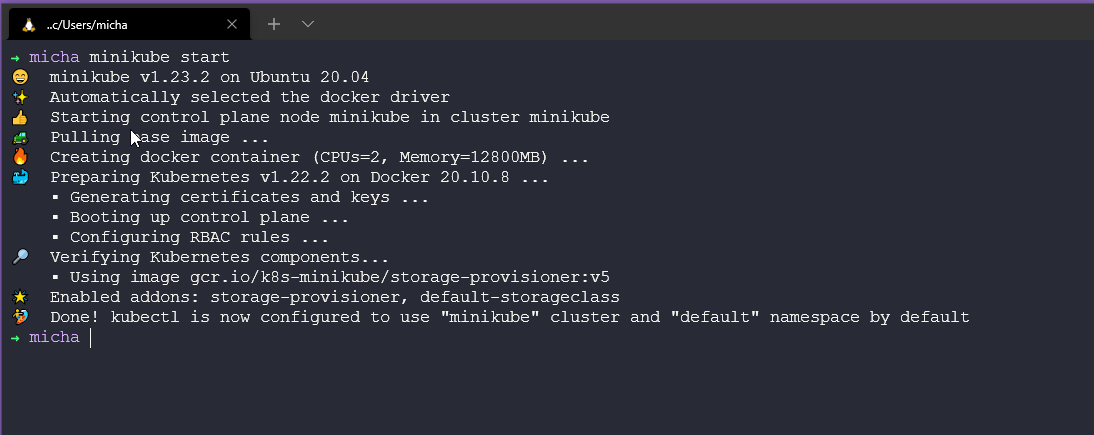 ..c/Users/micha
→ micha minikube start
😄 minikube v1.23.2 on Ubuntu 20.04
✨ Automatically selected the docker driver
👍 Starting control plane node minikube in cluster minikube
🚜 Pulling base image ...
🔥 Creating docker container (CPUs=2, Memory=12800MB) ...
🐳 Preparing Kubernetes v1.22.2 on Docker 20.10.8 ...
▪ Generating certificates and keys ...
▪ Booting up control plane ...
▪ Configuring RBAC rules ...
🔎 Verifying Kubernetes components...
▪ Using image gcr.io/k8s-minikube/storage-provisioner:v5
🌟 Enabled addons: storage-provisioner, default-storageclass
🏄 Done! kubectl is now configured to use "minikube" cluster and "default" namespace by default
→ micha